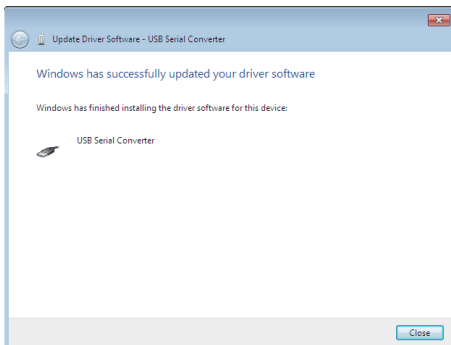 Update Driver Software - USB Serial Converter
Windows has successfully updated your driver software
Windows has finished installing the driver software for this device:
USB Serial Converter
Close